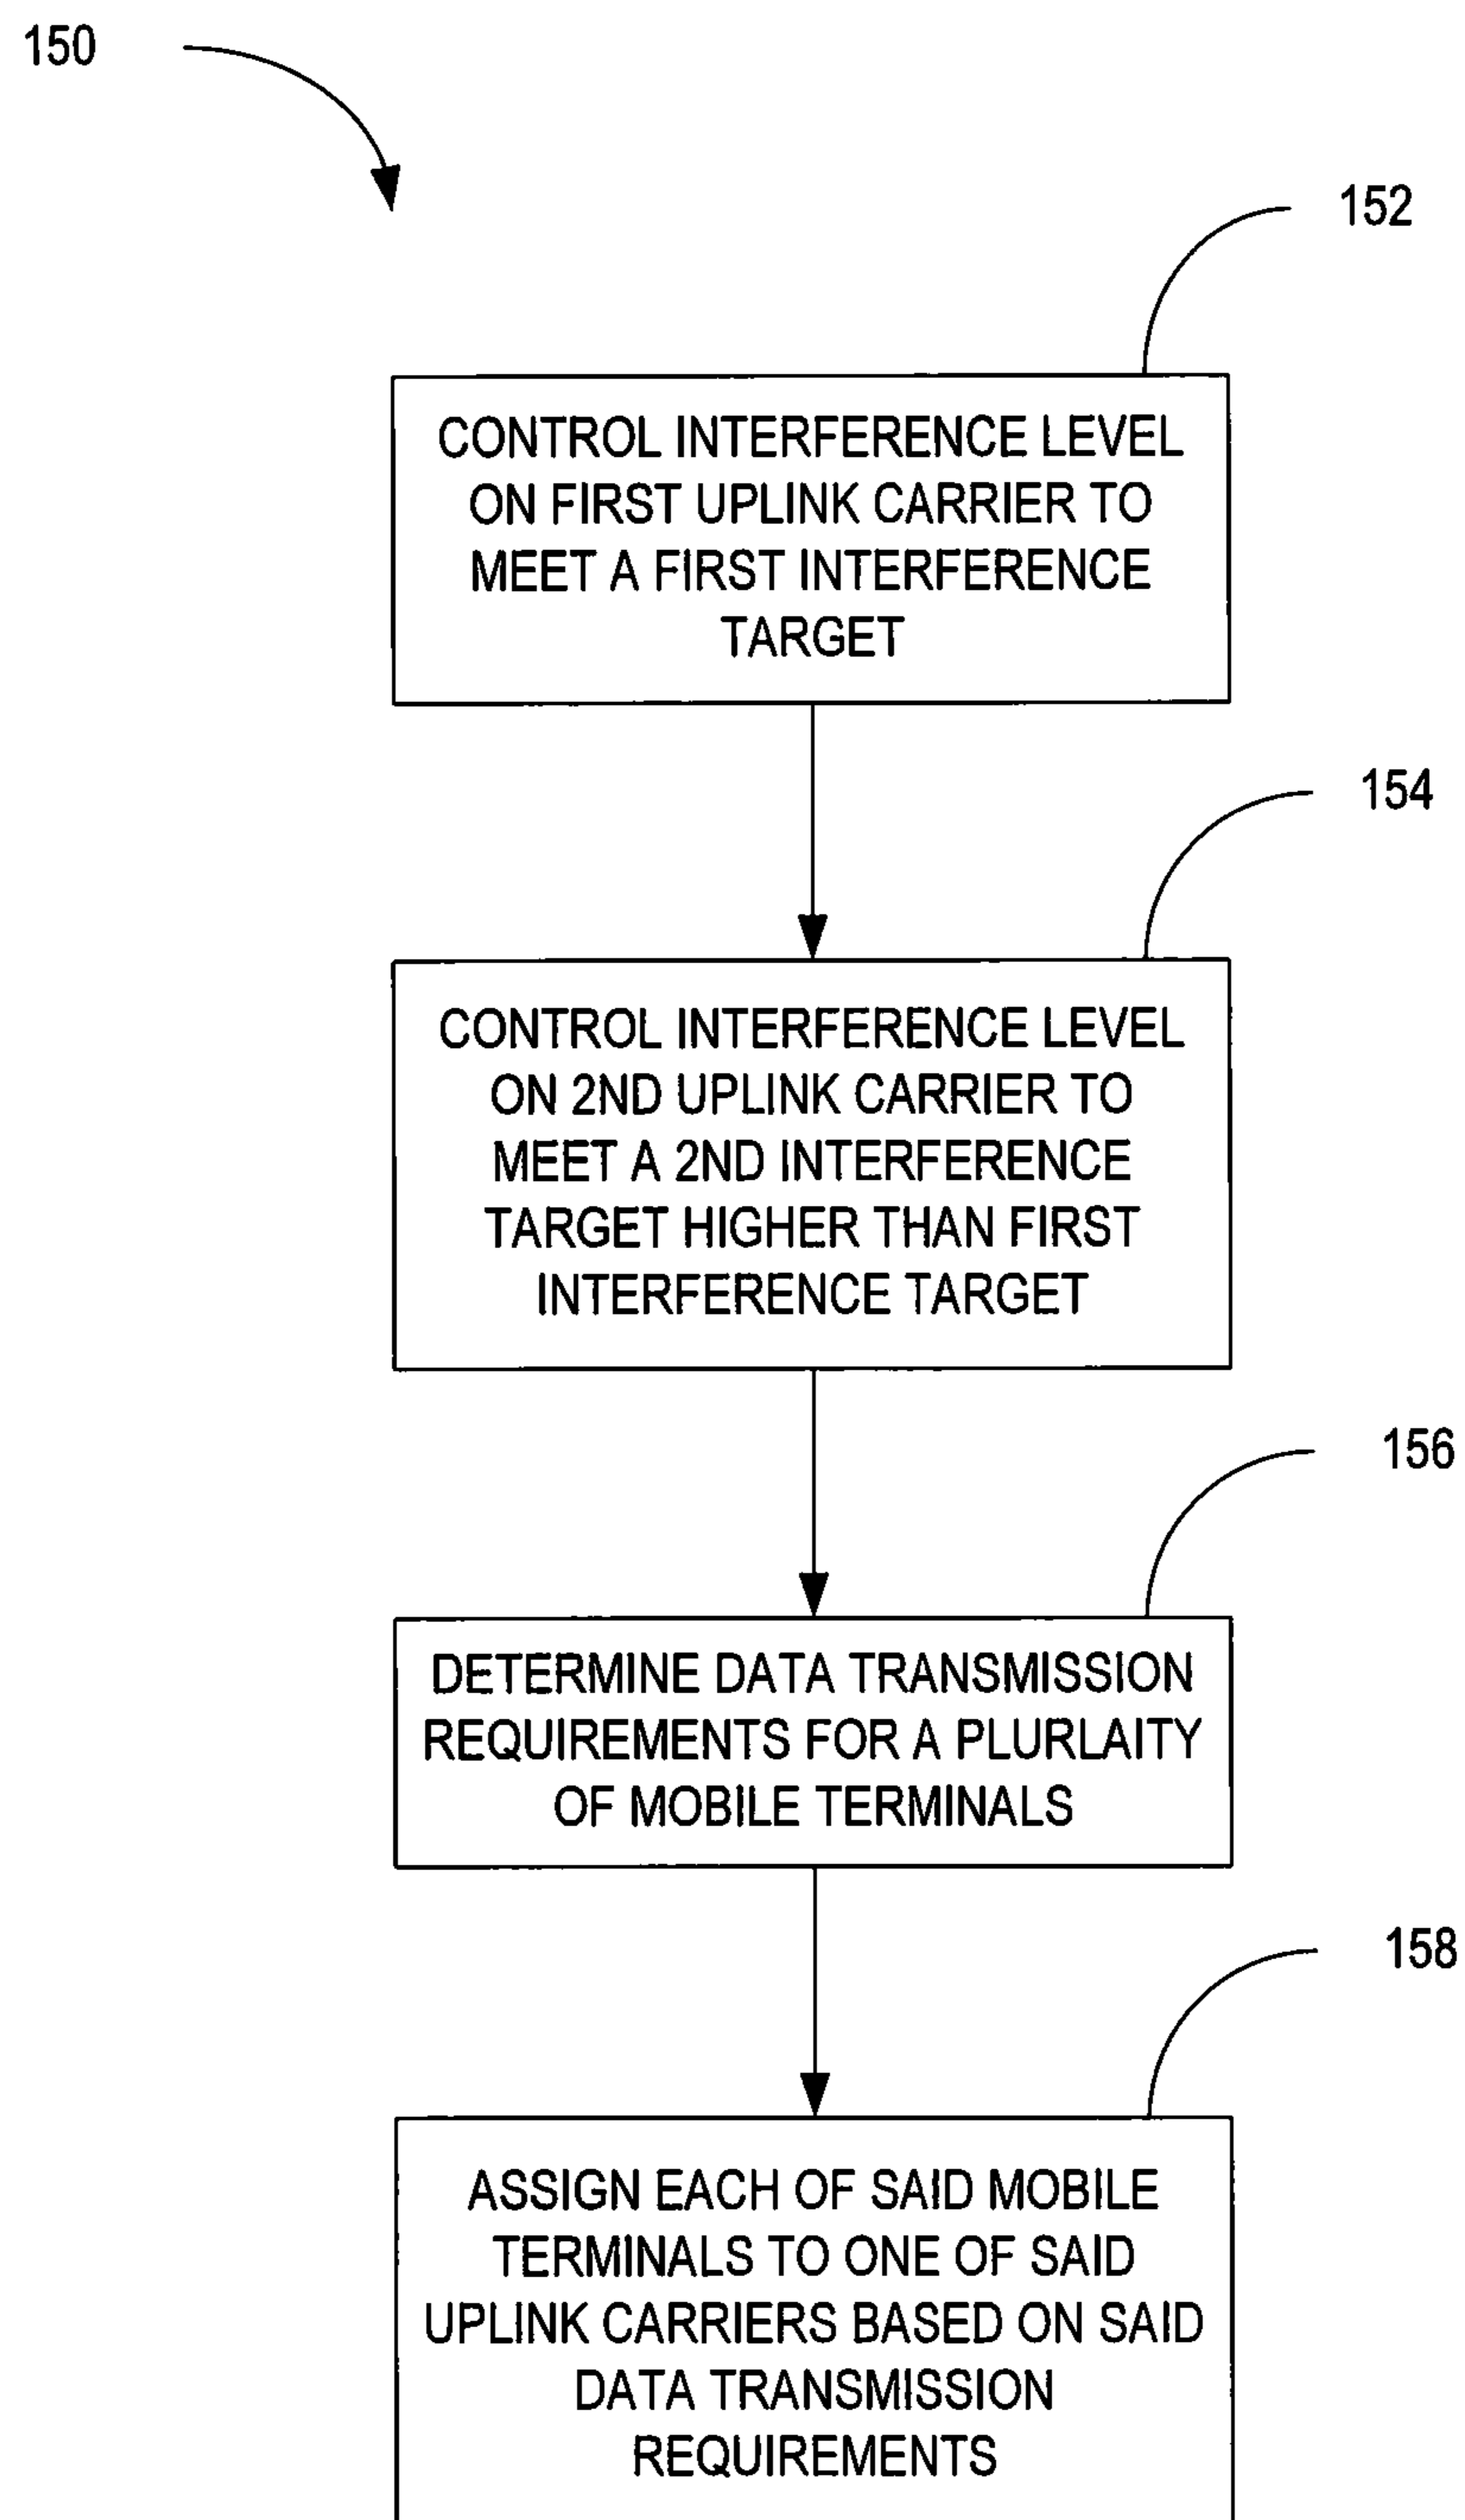 150
152
CONTROL INTERFERENCE LEVEL
ON FIRST UPLINK CARRIER TO
MEET A FIRST INTERFERENCE
TARGET
154
CONTROL INTERFERENCE LEVEL
ON 2ND UPLINK CARRIER TO
MEET A 2ND INTERFERENCE
TARGET HIGHER THAN FIRST
INTERFERENCE TARGET
156
DETERMINE DATA TRANSMISSION
REQUIREMENTS FOR A PLURLAITY
OF MOBILE TERMINALS
158
ASSIGN EACH OF SAID MOBILE
TERMINALS TO ONE OF SAID
UPLINK CARRIERS BASED ON SAID
DATA TRANSMISSION
REQUIREMENTS